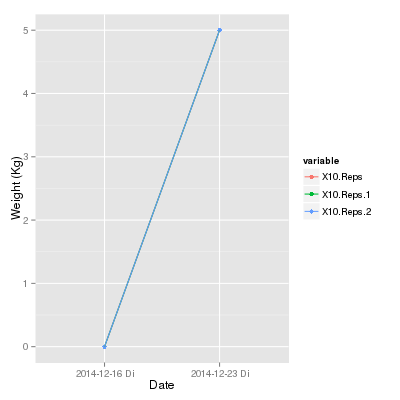 5
4
3
2
1
0
Weight (Kg)
2014-12-16 Di
2014-12-23 Di
Date
variable
X10.Reps
X10.Reps.1
X10.Reps.2